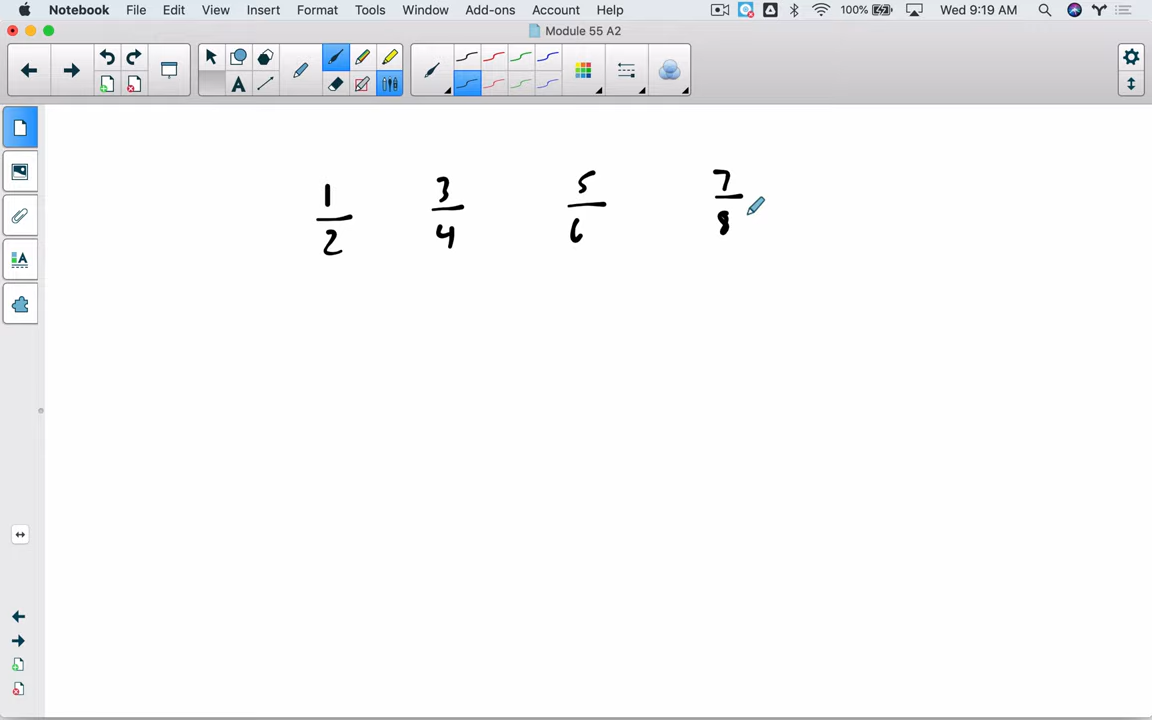 Notebook File Edit View Insert Format Tools Window Add-ons Account Help 100% Wed 9:19 AM
Module 55 A2
1/2 3/4 5/6 7/8